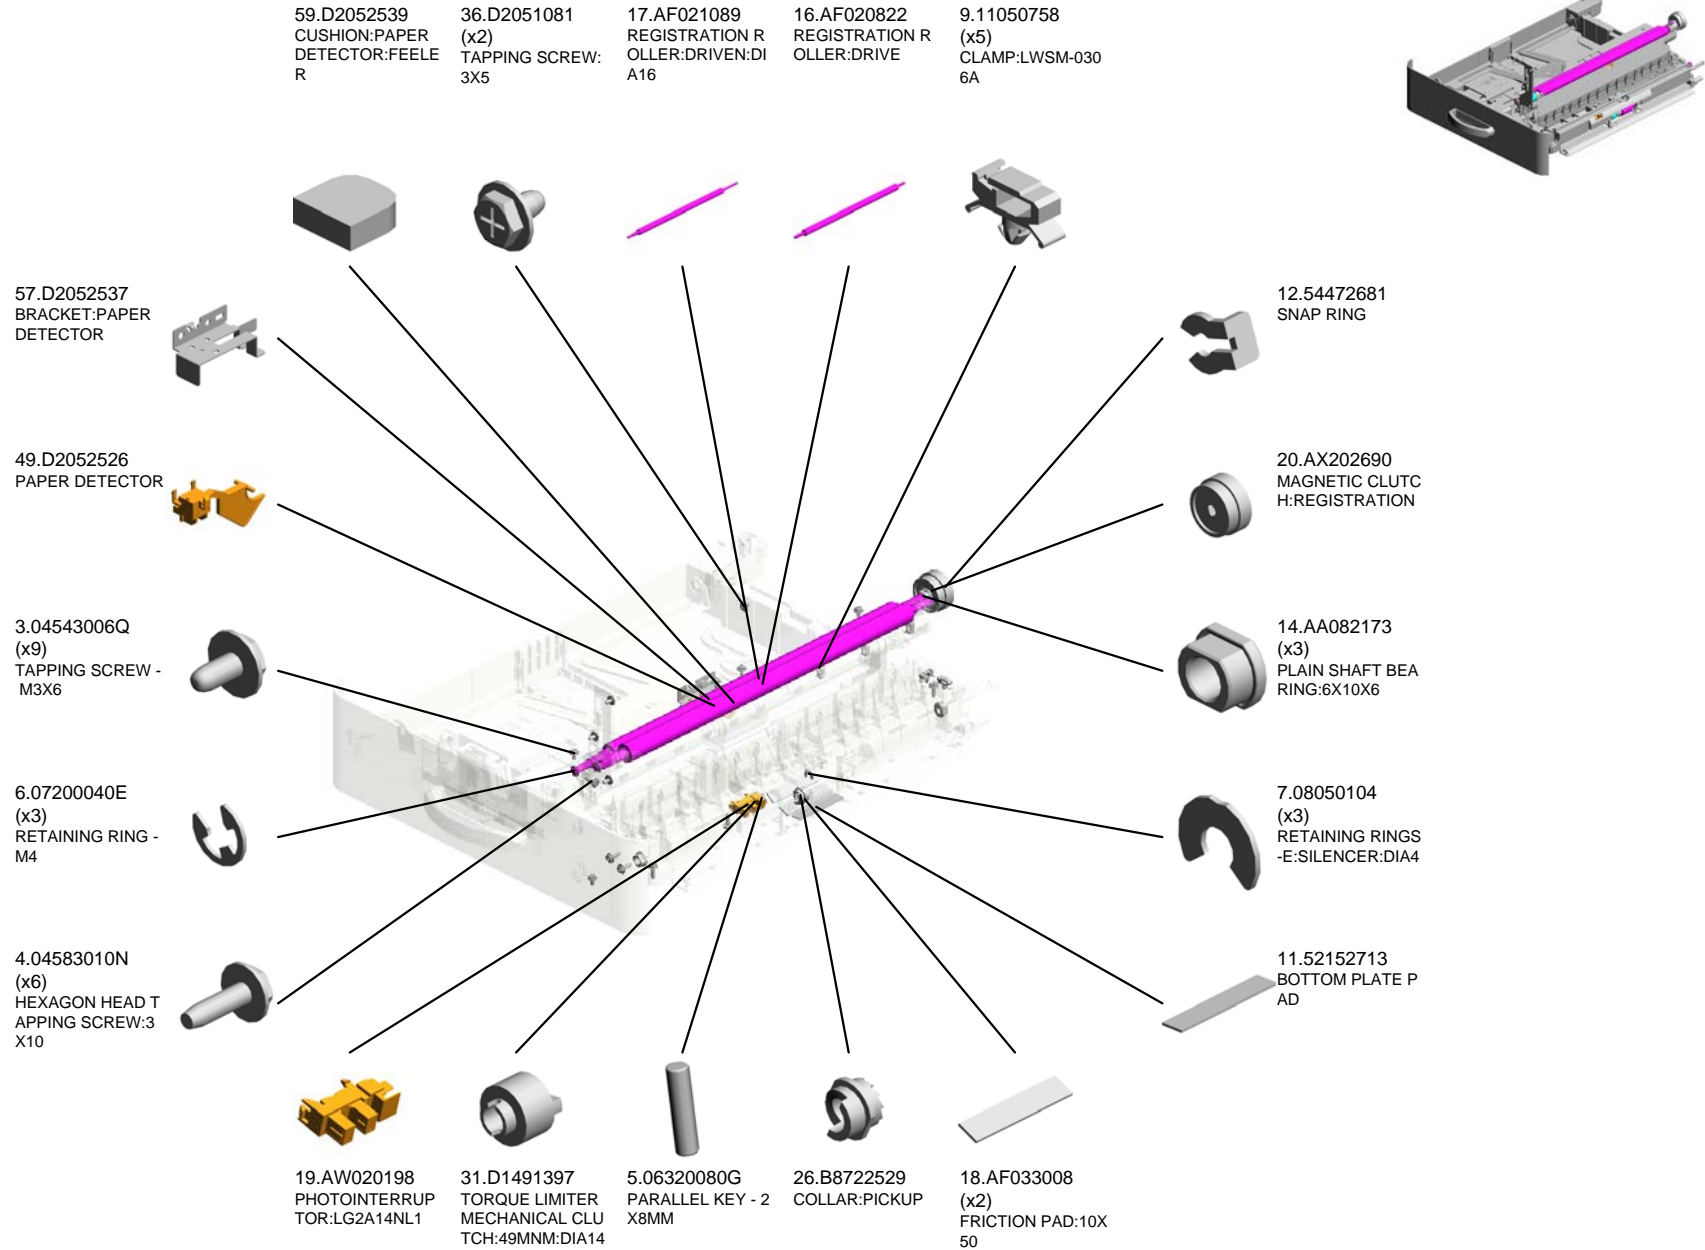 59.D2052539
CUSHION:PAPER
DETECTOR:FEELE
R
36.D2051081
(x2)
TAPPING SCREW:
3X5
17.AF021089
REGISTRATION R
OLLER:DRIVEN:DI
A16
16.AF020822
REGISTRATION R
OLLER:DRIVE
9.11050758
(x5)
CLAMP:LWSM-030
6A
57.D2052537
BRACKET:PAPER
DETECTOR
12.54472681
SNAP RING
49.D2052526
PAPER DETECTOR
20.AX202690
MAGNETIC CLUTC
H:REGISTRATION
3.04543006Q
(x9)
TAPPING SCREW -
M3X6
14.AA082173
(x3)
PLAIN SHAFT BEA
RING:6X10X6
6.07200040E
(x3)
RETAINING RING -
M4
7.08050104
(x3)
RETAINING RINGS
-E:SILENCER:DIA4
4.04583010N
(x6)
HEXAGON HEAD T
APPING SCREW:3
X10
11.52152713
BOTTOM PLATE P
AD
19.AW020198
PHOTOINTERRUP
TOR:LG2A14NL1
31.D1491397
TORQUE LIMITER
MECHANICAL CLU
TCH:49MNM:DIA14
5.06320080G
PARALLEL KEY - 2
X8MM
26.B8722529
COLLAR:PICKUP
18.AF033008
(x2)
FRICTION PAD:10X
50